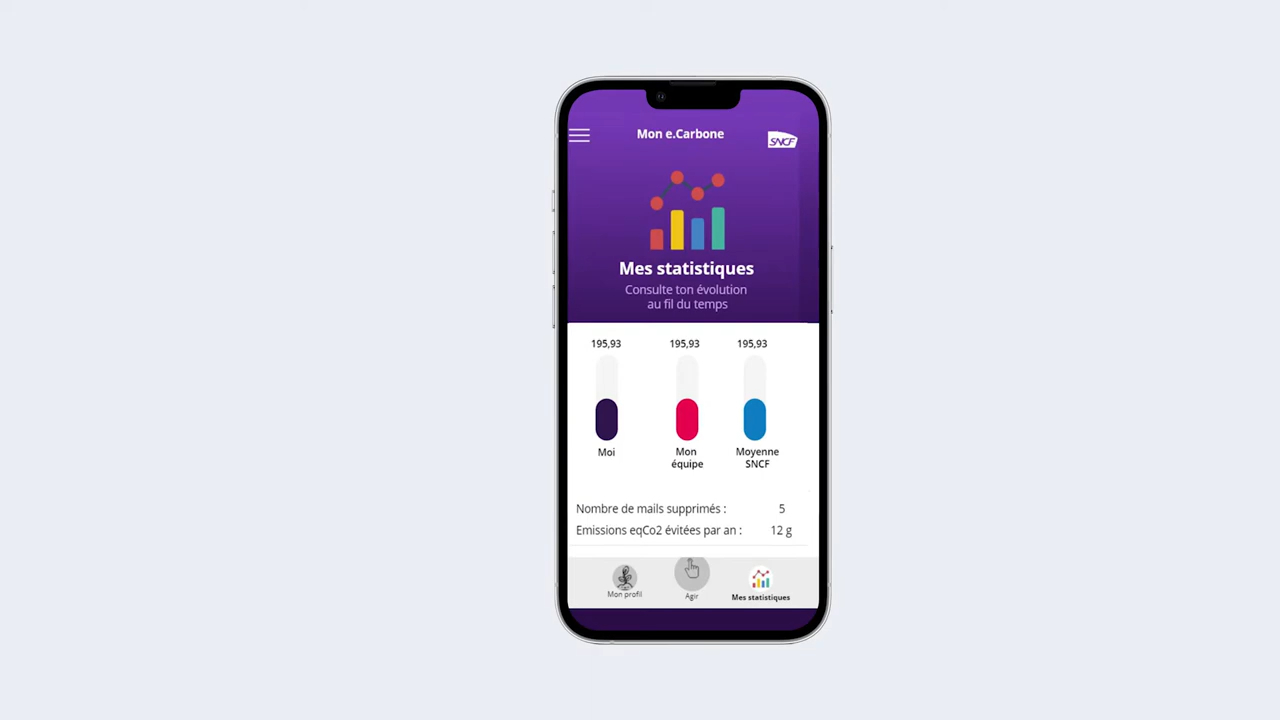 Mon e.Carbone
SNCF
Mes statistiques
Consulte ton évolution
au fil du temps
195,93 195,93 195,93
Moi Mon équipe Moyenne SNCF
Nombre de mails supprimés : 5
Emissions eqCo2 évitées par an : 12 g
Mon profil Agir Mes statistiques